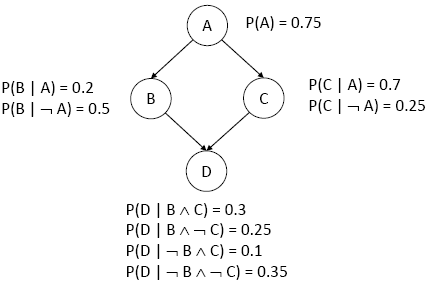 A
P(A) = 0.75
P(B | A) = 0.2
P(B | ¬ A) = 0.5
B
C
P(C | A) = 0.7
P(C | ¬ A) = 0.25
D
P(D | B ∧ C) = 0.3
P(D | B ∧ ¬ C) = 0.25
P(D | ¬ B ∧ C) = 0.1
P(D | ¬ B ∧ ¬ C) = 0.35